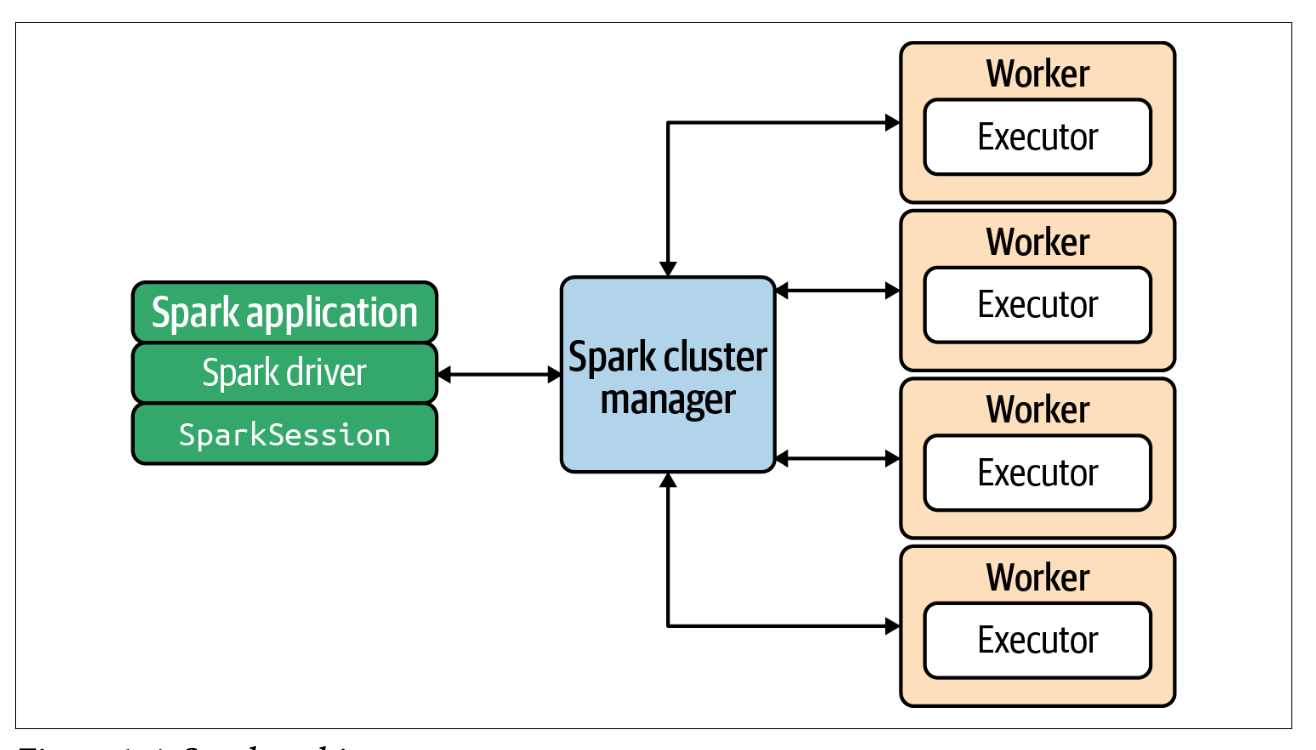 Spark application
Spark driver
SparkSession
Spark cluster
manager
Worker
Executor
Worker
Executor
Worker
Executor
Worker
Executor